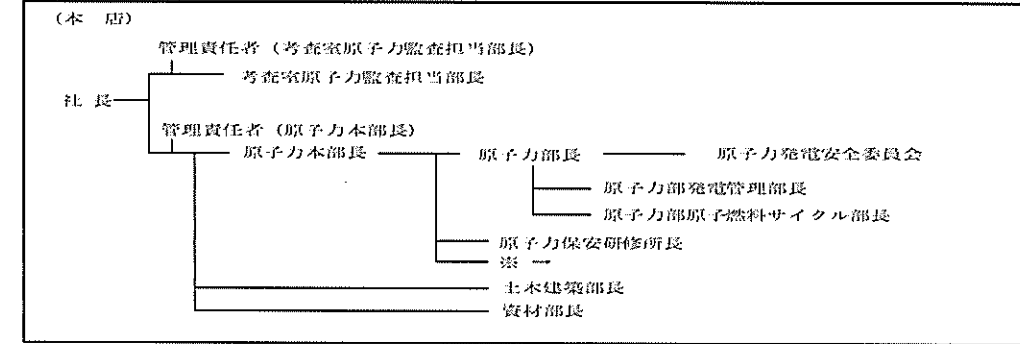 (本 店)
管理責任者 (考査室原子力監査担当部長)
考査室原子力監査担当部長
社 長
管理責任者 (原子力本部長)
原子力本部長 原子力部長 原子力発電安全委員会
原子力部発電管理部長
原子力部原子燃料サイクル部長
原子力保安研修所長
※ 一
土木建築部長
資材部長